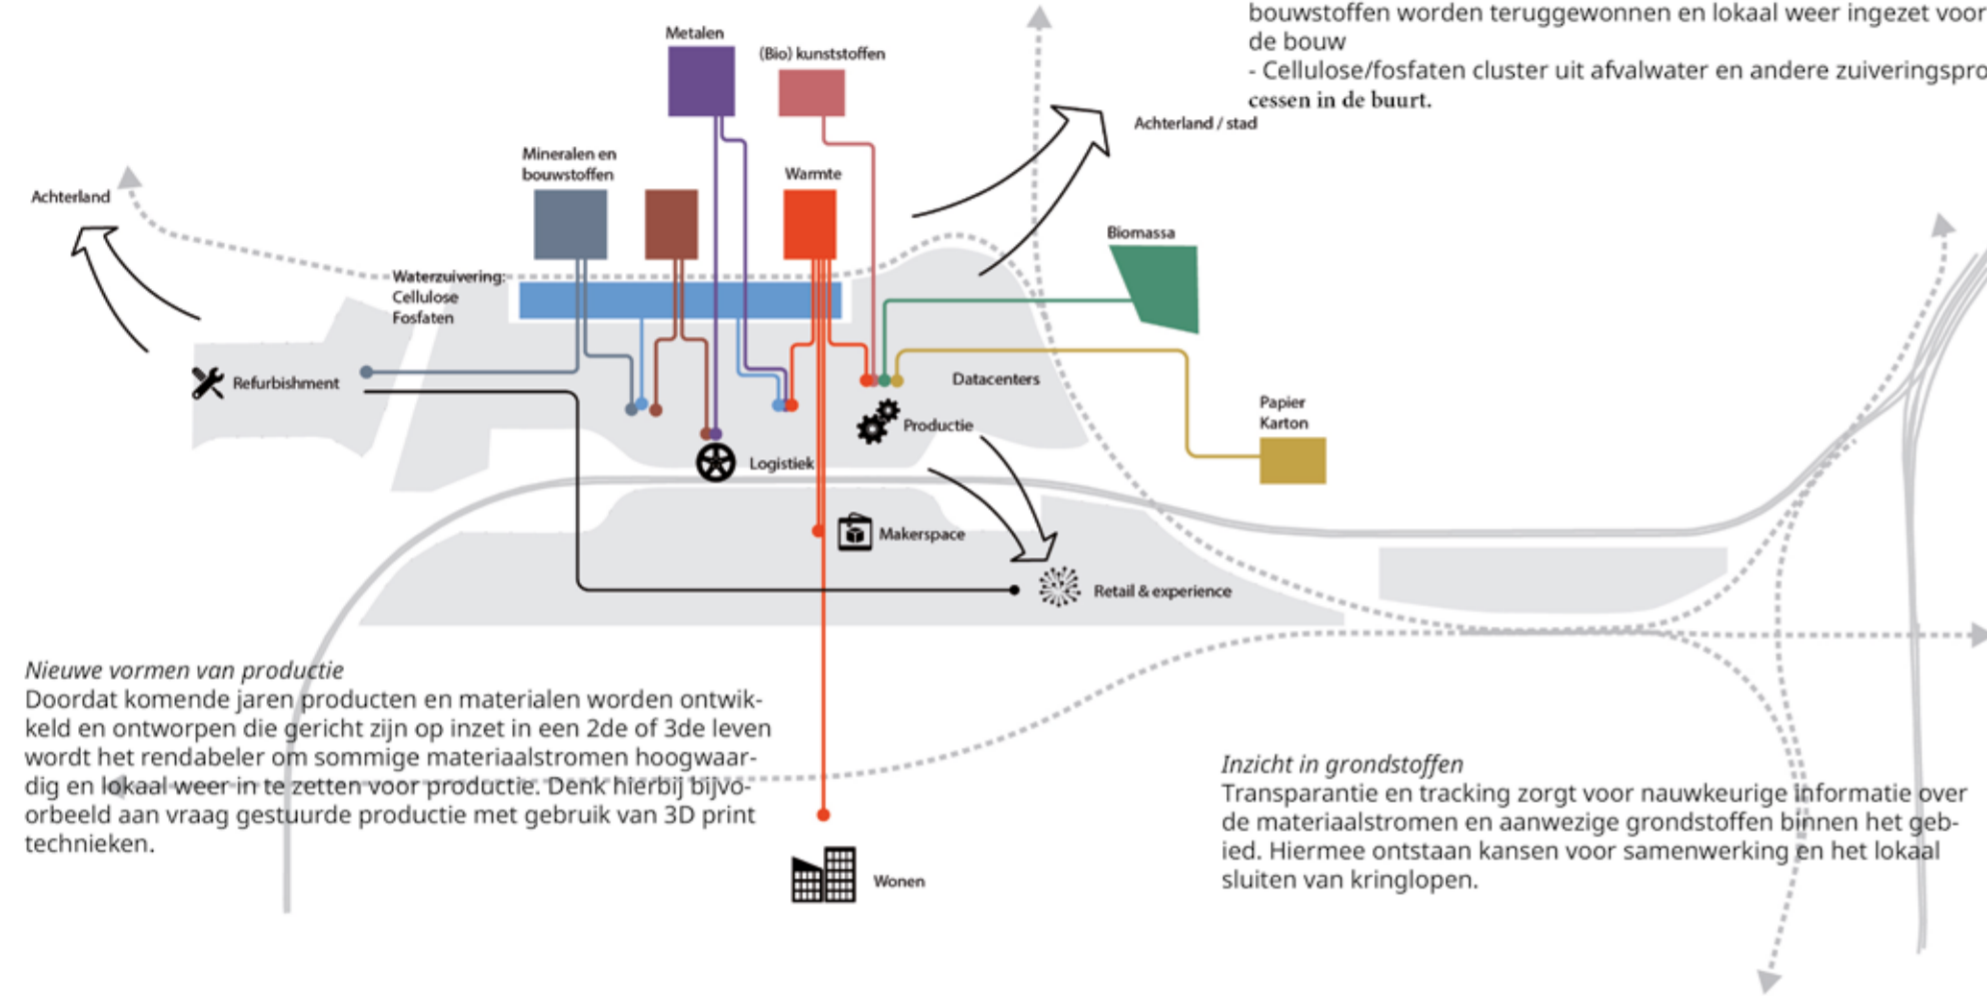 bouwstoffen worden teruggewonnen en lokaal weer ingezet voor
de bouw
- Cellulose/fosfaten cluster uit afvalwater en andere zuiveringspro
cessen in de buurt.
Metalen
(Bio) kunststoffen
Achterland / stad
Mineralen en
bouwstoffen
Warmte
Achterland
Biomassa
Waterzuivering:
Cellulose
Fosfaten
Refurbishment
Datacenters
Papier
Karton
Productie
Logistiek
Makerspace
Retail & experience
Nieuwe vormen van productie
Doordat komende jaren producten en materialen worden ontwik-
keld en ontworpen die gericht zijn op inzet in een 2de of 3de leven
wordt het rendabeler om sommige materiaalstromen hoogwaar-
dig en lokaal weer in te zetten voor productie. Denk hierbij bijvo-
orbeeld aan vraag gestuurde productie met gebruik van 3D print
technieken.
Inzicht in grondstoffen
Transparantie en tracking zorgt voor nauwkeurige informatie over
de materiaalstromen en aanwezige grondstoffen binnen het geb-
ied. Hiermee ontstaan kansen voor samenwerking en het lokaal
sluiten van kringlopen.
Wonen